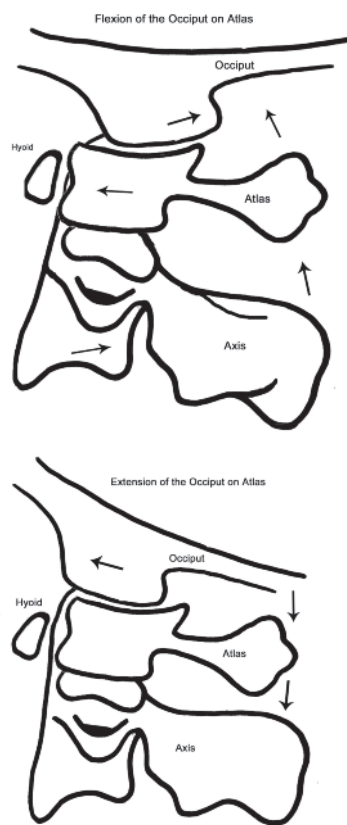 Flexion of the Occiput on Atlas
Occiput
Hyoid
Atlas
Axis
Extension of the Occiput on Atlas
Occiput
Hyoid
Atlas
Axis